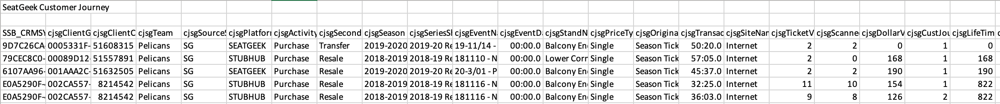 SeatGeek Customer Journey
SSB_CRMSY cjsgClientG cjsgClientC cjsgTeam cjsgSourceS cjsgPlatforr cjsgActivity cjsgSecond cjsgSeason cjsgSeriesSl cjsgEventNa cjsgEventDa cjsgStandN cjsgPriceTy cjsgOrigina cjsgTransac cjsgSiteNar cjsgTicketV cjsgScanne cjsgDollarV cjsgCustJou cjsgLifeTim
9D7C26CA- 0005331F- 51608315 Pelicans SG SEATGEEK Purchase Transfer 2019-2020 2019-20 Re 19-11/14 - 00:00.0 Balcony En Single Season Tick 50:20.0 Internet 2 2 0 1 0
79CEC8C0- 00089D12- 51557891 Pelicans SG STUBHUB Purchase Resale 2018-2019 2018-19 Re 181110 - N 00:00.0 Lower Corr Single Season Tick 57:05.0 Internet 2 0 168 1 168
6107AA96- 001AAA2C- 51632505 Pelicans SG SEATGEEK Purchase Resale 2019-2020 2019-20 Re 20-3/01 - P 00:00.0 Balcony En Single Season Tick 45:37.0 Internet 2 2 190 1 190
E0A5290F- 002CA557- 8214542 Pelicans SG STUBHUB Purchase Resale 2018-2019 2018-19 Re 181116 - N 00:00.0 Balcony En Single Season Tick 32:25.0 Internet 11 10 154 1 822
E0A5290F- 002CA557- 8214542 Pelicans SG STUBHUB Purchase Resale 2018-2019 2018-19 Re 181116 - N 00:00.0 Balcony En Single Season Tick 36:03.0 Internet 9 8 126 2 822